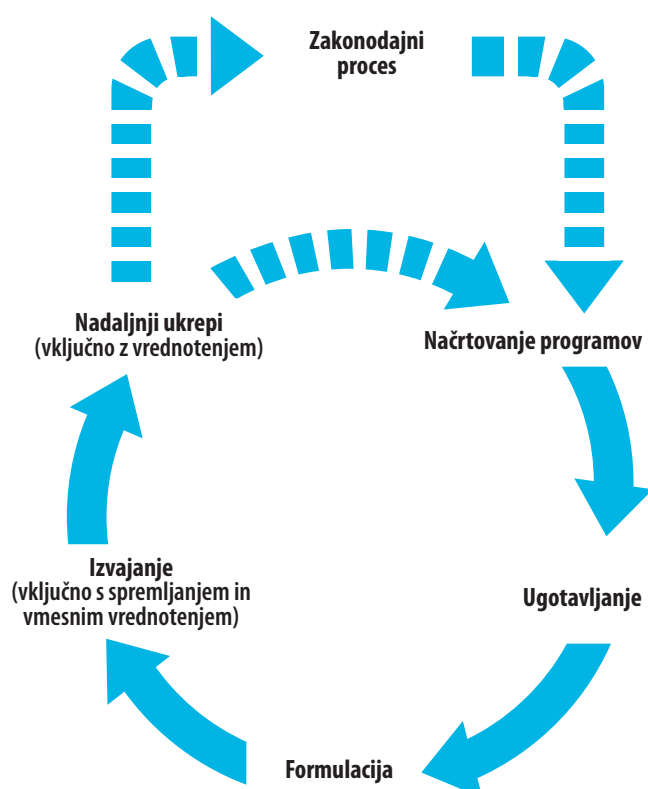 Zakonodajni
proces
Nadaljnji ukrepi
(vključno z vrednotenjem)
Načrtovanje programov
Izvajanje
(vključno s spremljanjem in
vmesnim vrednotenjem)
Ugotavljanje
Formulacija